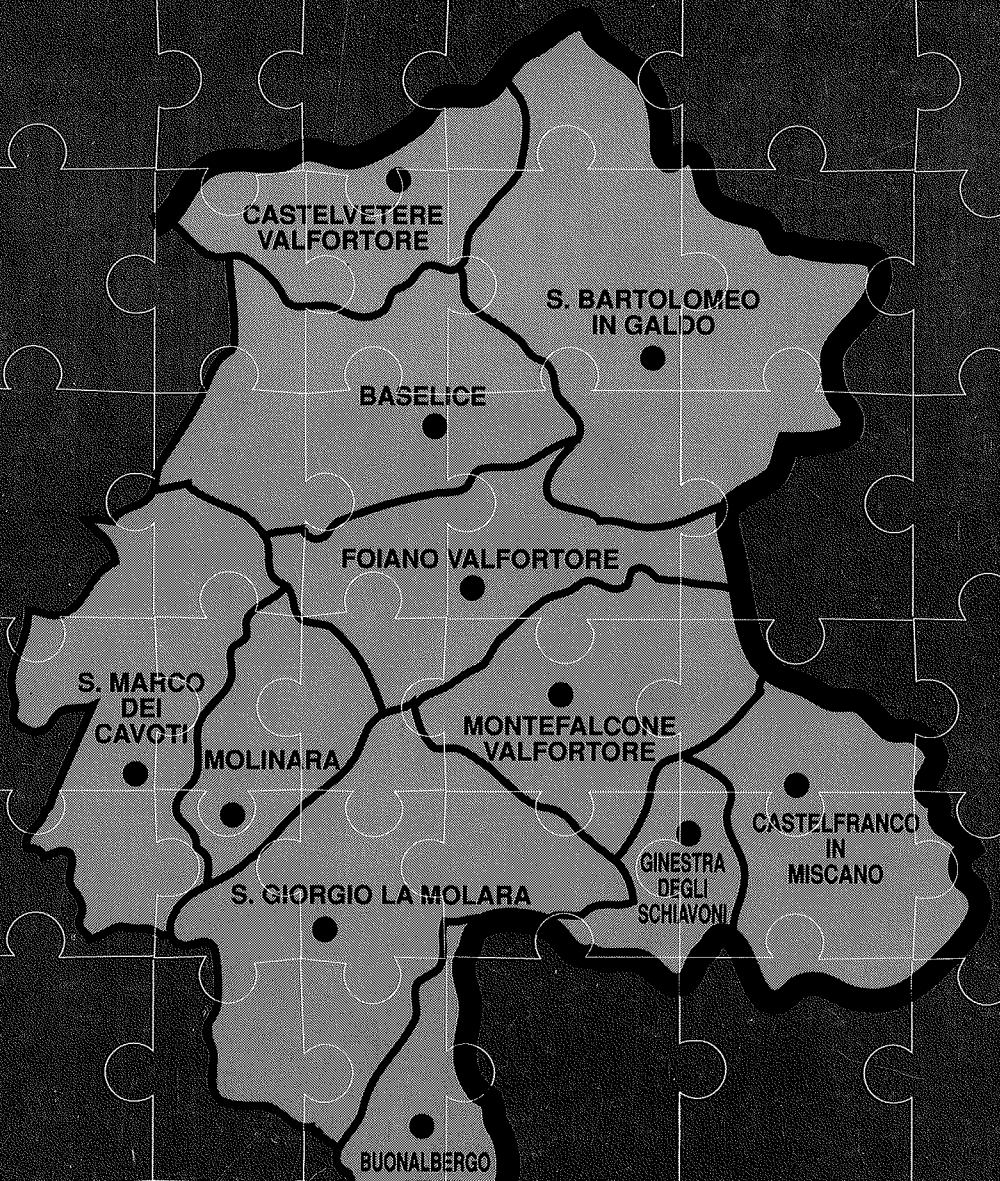 CASTELVETERE
VALFORTORE
S. BARTOLOMEO
IN GALDO
BASELICE
FOIANO VALFORTORE
S. MARCO
DEI
CAVOTI
MOLINARA
MONTEFALCONE
VALFORTORE
CASTELFRANCO
IN
MISCANO
GINESTRA
DEGLI
SCHIAVONI
S. GIORGIO LA MOLARA
BUONALBERGO